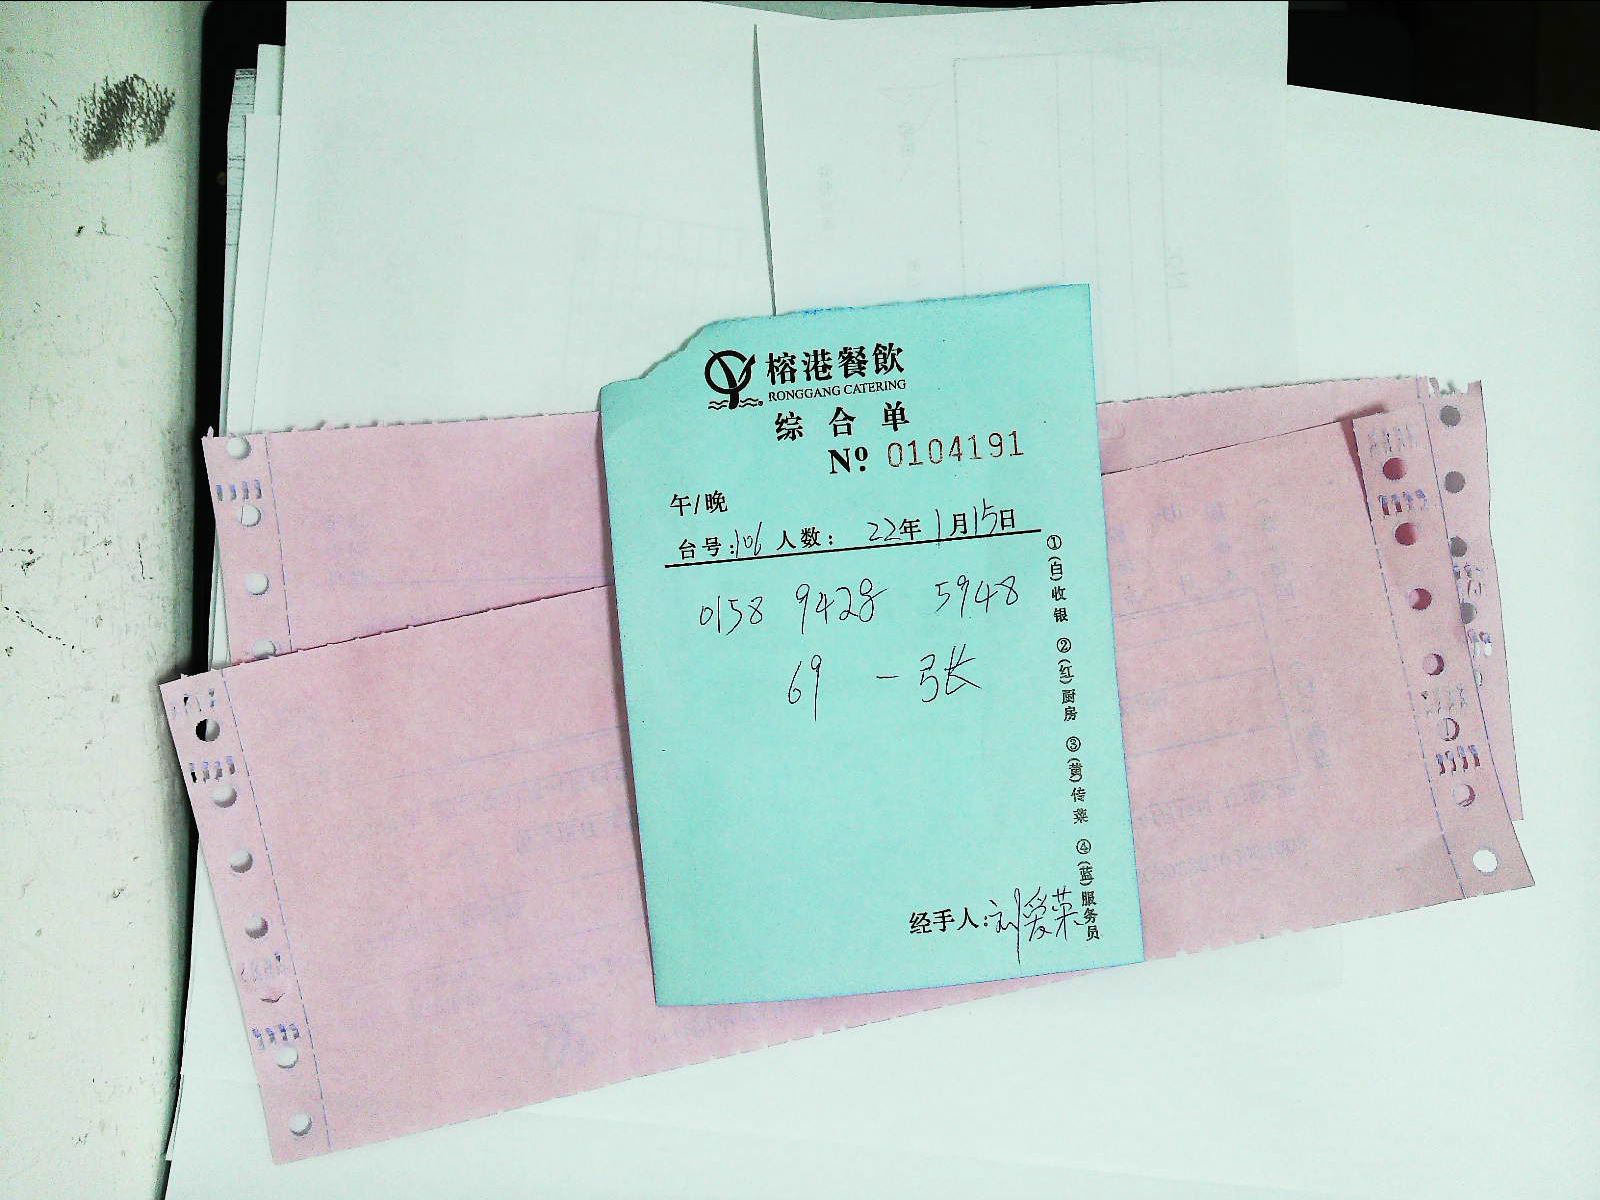 榕港餐飲
RONGGANG CATERING
综合单
Nº 0104191
午/晚
台号:106 人数: 22年1月15日
0158 9428 5948
69 一张
①(白)收银 ②(红)厨房 ③(黄)传菜 ④(蓝)服务员
经手人:刘爱荣